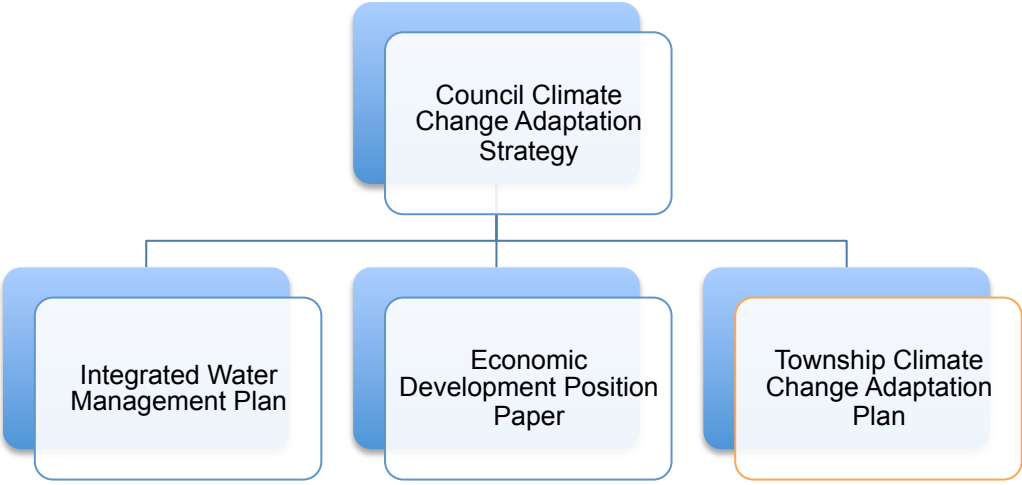 Council Climate
Change Adaptation
Strategy
Integrated Water
Management Plan
Economic
Development Position
Paper
Township Climate
Change Adaptation
Plan